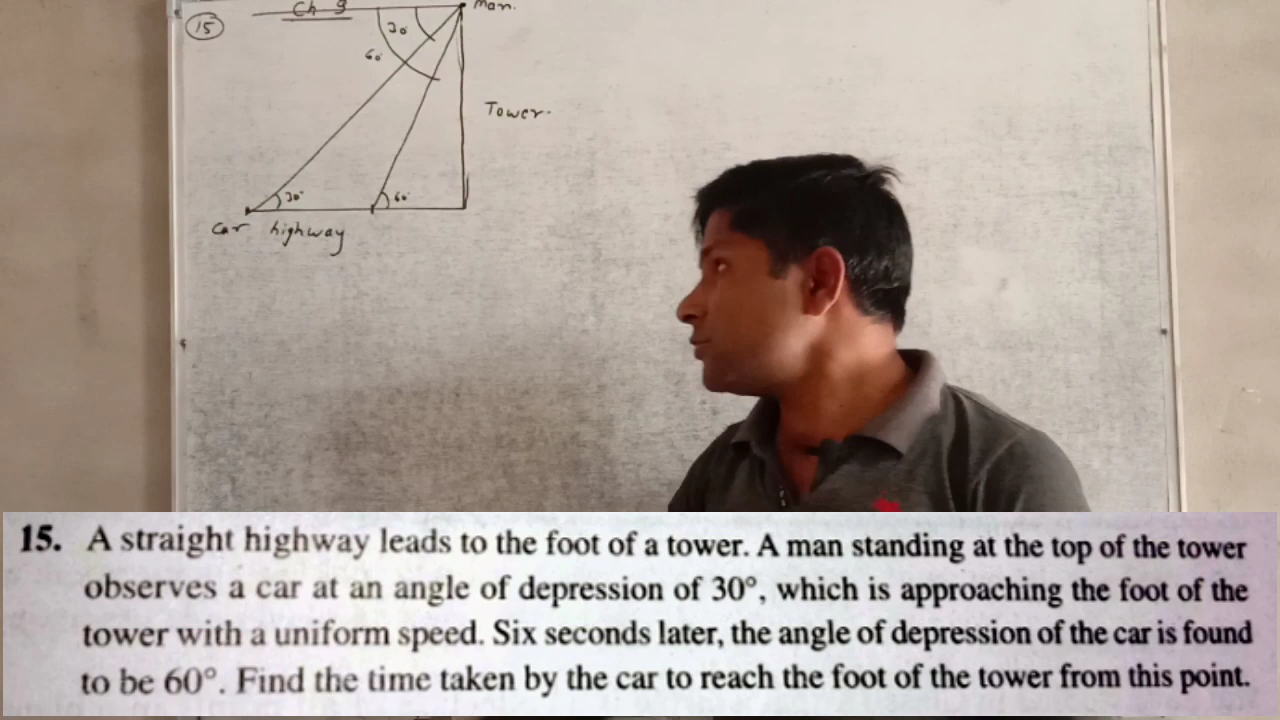 15
Ch 9
Man.
30°
60°
Tower.
30°
60°
Car highway
15. A straight highway leads to the foot of a tower. A man standing at the top of the tower
observes a car at an angle of depression of 30°, which is approaching the foot of the
tower with a uniform speed. Six seconds later, the angle of depression of the car is found
to be 60°. Find the time taken by the car to reach the foot of the tower from this point.